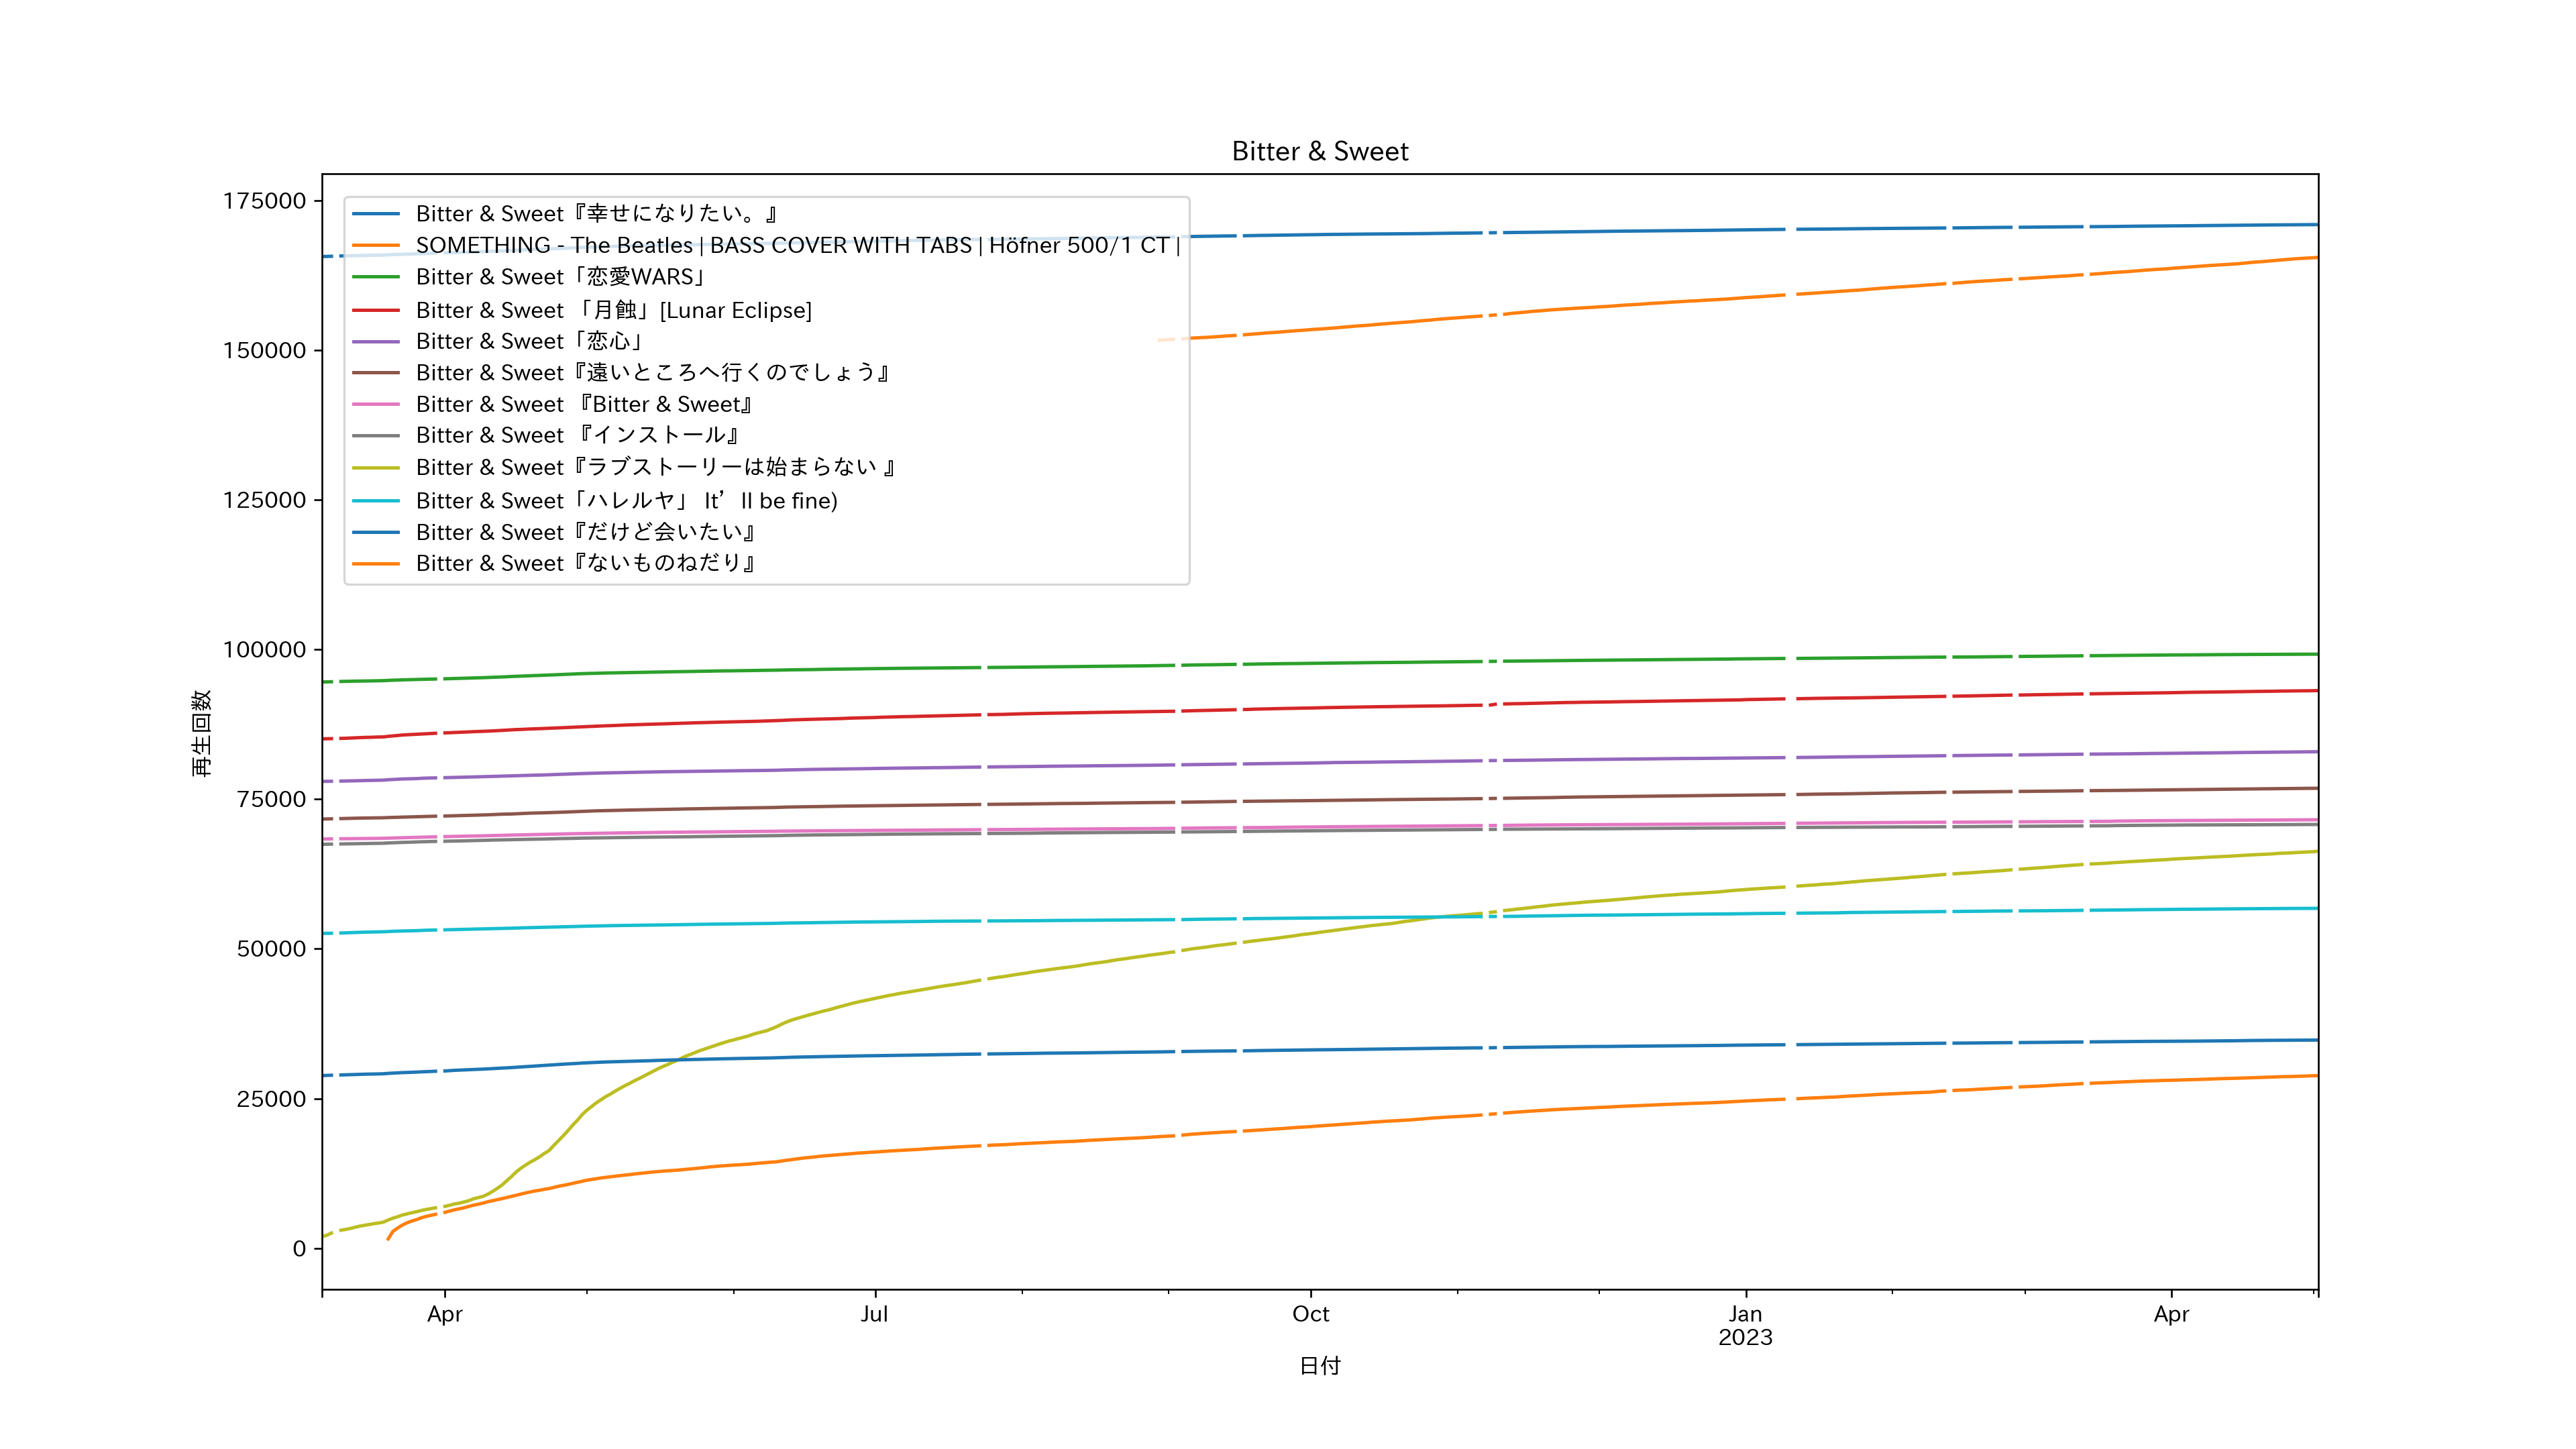 Bitter & Sweet
175000
150000
125000
100000
75000
50000
25000
0
再生回数
Bitter & Sweet『幸せになりたい。』
SOMETHING - The Beatles | BASS COVER WITH TABS | Höfner 500/1 CT |
Bitter & Sweet「恋愛WARS」
Bitter & Sweet 「月蝕」[Lunar Eclipse]
Bitter & Sweet「恋心」
Bitter & Sweet『遠いところへ行くのでしょう』
Bitter & Sweet 『Bitter & Sweet』
Bitter & Sweet 『インストール』
Bitter & Sweet『ラブストーリーは始まらない 』
Bitter & Sweet「ハレルヤ」 It’ll be fine)
Bitter & Sweet『だけど会いたい』
Bitter & Sweet『ないものねだり』
Apr Jul Oct Jan Apr
2023
日付